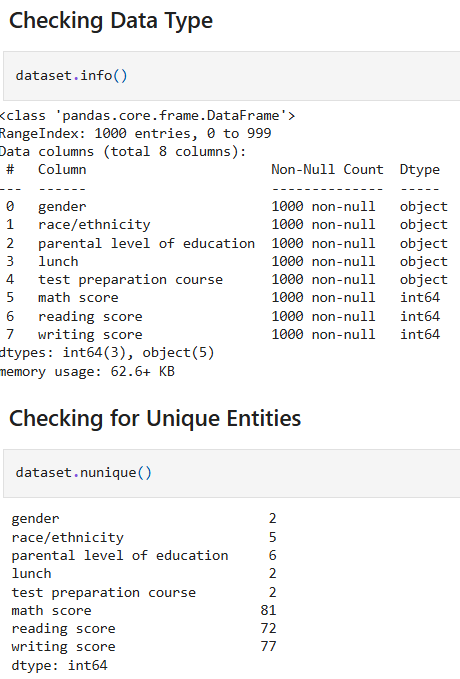 Checking Data Type
dataset.info()
<class 'pandas.core.frame.DataFrame'>
RangeIndex: 1000 entries, 0 to 999
Data columns (total 8 columns):
 #   Column                       Non-Null Count  Dtype
---  ------                       --------------  -----
 0   gender                       1000 non-null   object
 1   race/ethnicity               1000 non-null   object
 2   parental level of education  1000 non-null   object
 3   lunch                        1000 non-null   object
 4   test preparation course      1000 non-null   object
 5   math score                   1000 non-null   int64
 6   reading score                1000 non-null   int64
 7   writing score                1000 non-null   int64
dtypes: int64(3), object(5)
memory usage: 62.6+ KB
Checking for Unique Entities
dataset.nunique()
gender                          2
race/ethnicity                  5
parental level of education     6
lunch                           2
test preparation course         2
math score                     81
reading score                  72
writing score                  77
dtype: int64